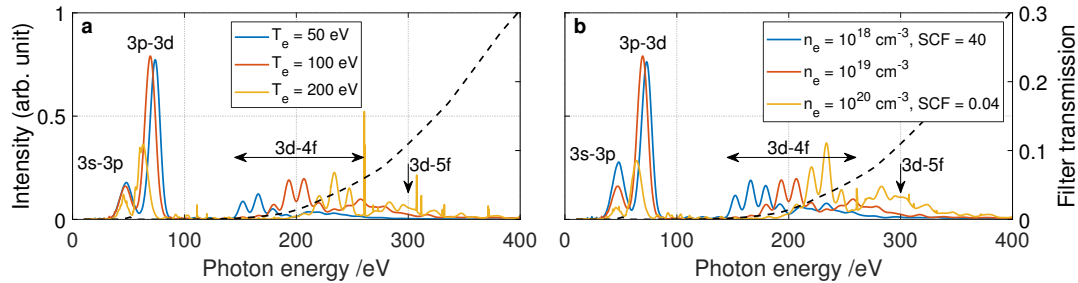 a
3p-3d
3s-3p
T_e = 50 eV
T_e = 100 eV
T_e = 200 eV
3d-4f
3d-5f
Intensity (arb. unit)
1
0.5
0
0 100 200 300 400
Photon energy /eV
b
3p-3d
3s-3p
n_e = 10^18 cm^-3, SCF = 40
n_e = 10^19 cm^-3
n_e = 10^20 cm^-3, SCF = 0.04
3d-4f
3d-5f
0 100 200 300 400
Photon energy /eV
0.3
0.2
0.1
0
Filter transmission